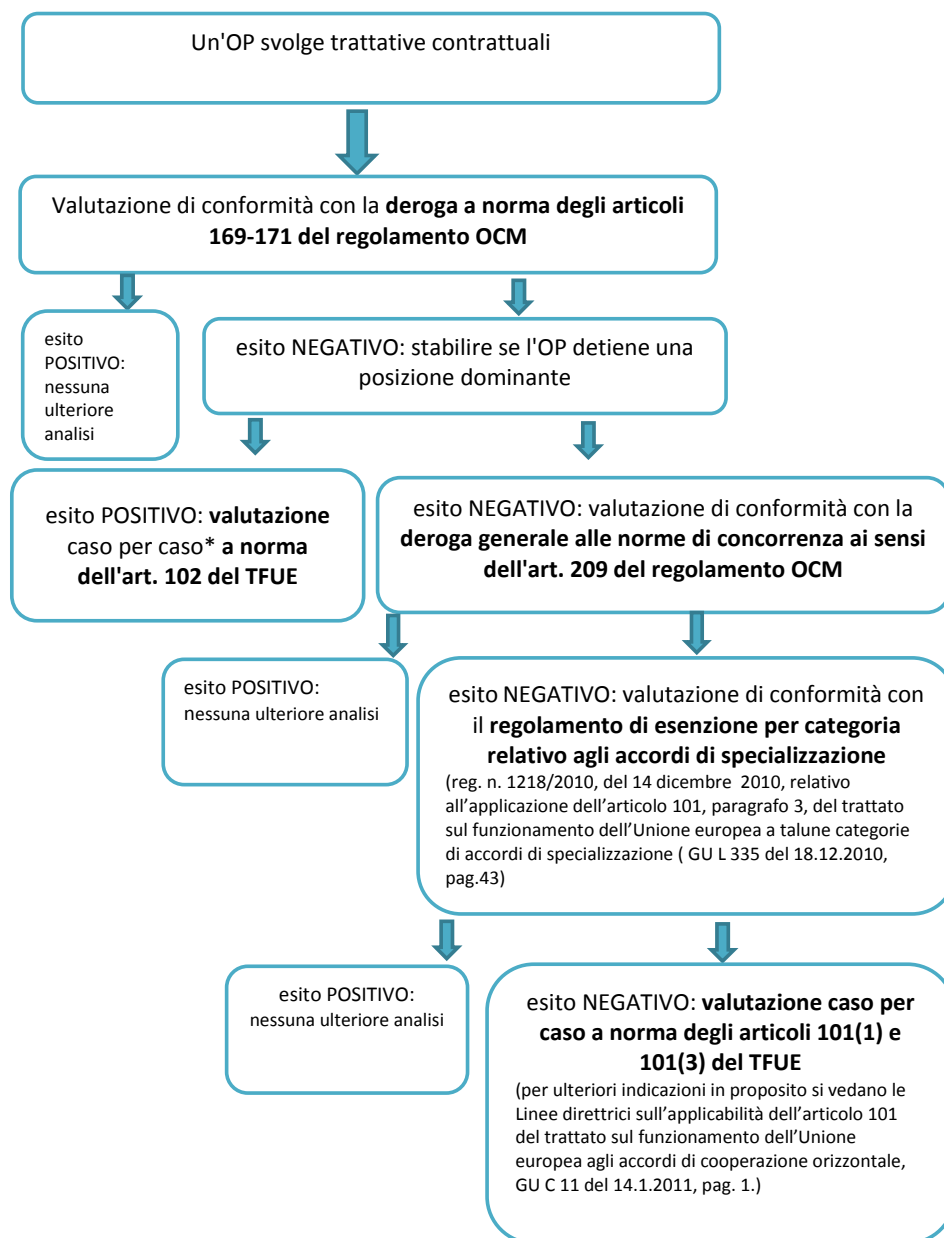 Un'OP svolge trattative contrattuali
Valutazione di conformità con la deroga a norma degli articoli
169-171 del regolamento OCM
esito
POSITIVO:
nessuna
ulteriore
analisi
esito NEGATIVO: stabilire se l'OP detiene una
posizione dominante
esito POSITIVO: valutazione
caso per caso* a norma
dell'art. 102 del TFUE
esito NEGATIVO: valutazione di conformità con la
deroga generale alle norme di concorrenza ai sensi
dell'art. 209 del regolamento OCM
esito POSITIVO:
nessuna ulteriore analisi
esito NEGATIVO: valutazione di conformità con
il regolamento di esenzione per categoria
relativo agli accordi di specializzazione
(reg. n. 1218/2010, del 14 dicembre 2010, relativo
all'applicazione dell'articolo 101, paragrafo 3, del trattato
sul funzionamento dell'Unione europea a talune categorie
di accordi di specializzazione ( GU L 335 del 18.12.2010,
pag.43)
esito POSITIVO:
nessuna ulteriore analisi
esito NEGATIVO: valutazione caso per
caso a norma degli articoli 101(1) e
101(3) del TFUE
(per ulteriori indicazioni in proposito si vedano le
Linee direttrici sull'applicabilità dell'articolo 101
del trattato sul funzionamento dell'Unione
europea agli accordi di cooperazione orizzontale,
GU C 11 del 14.1.2011, pag. 1.)